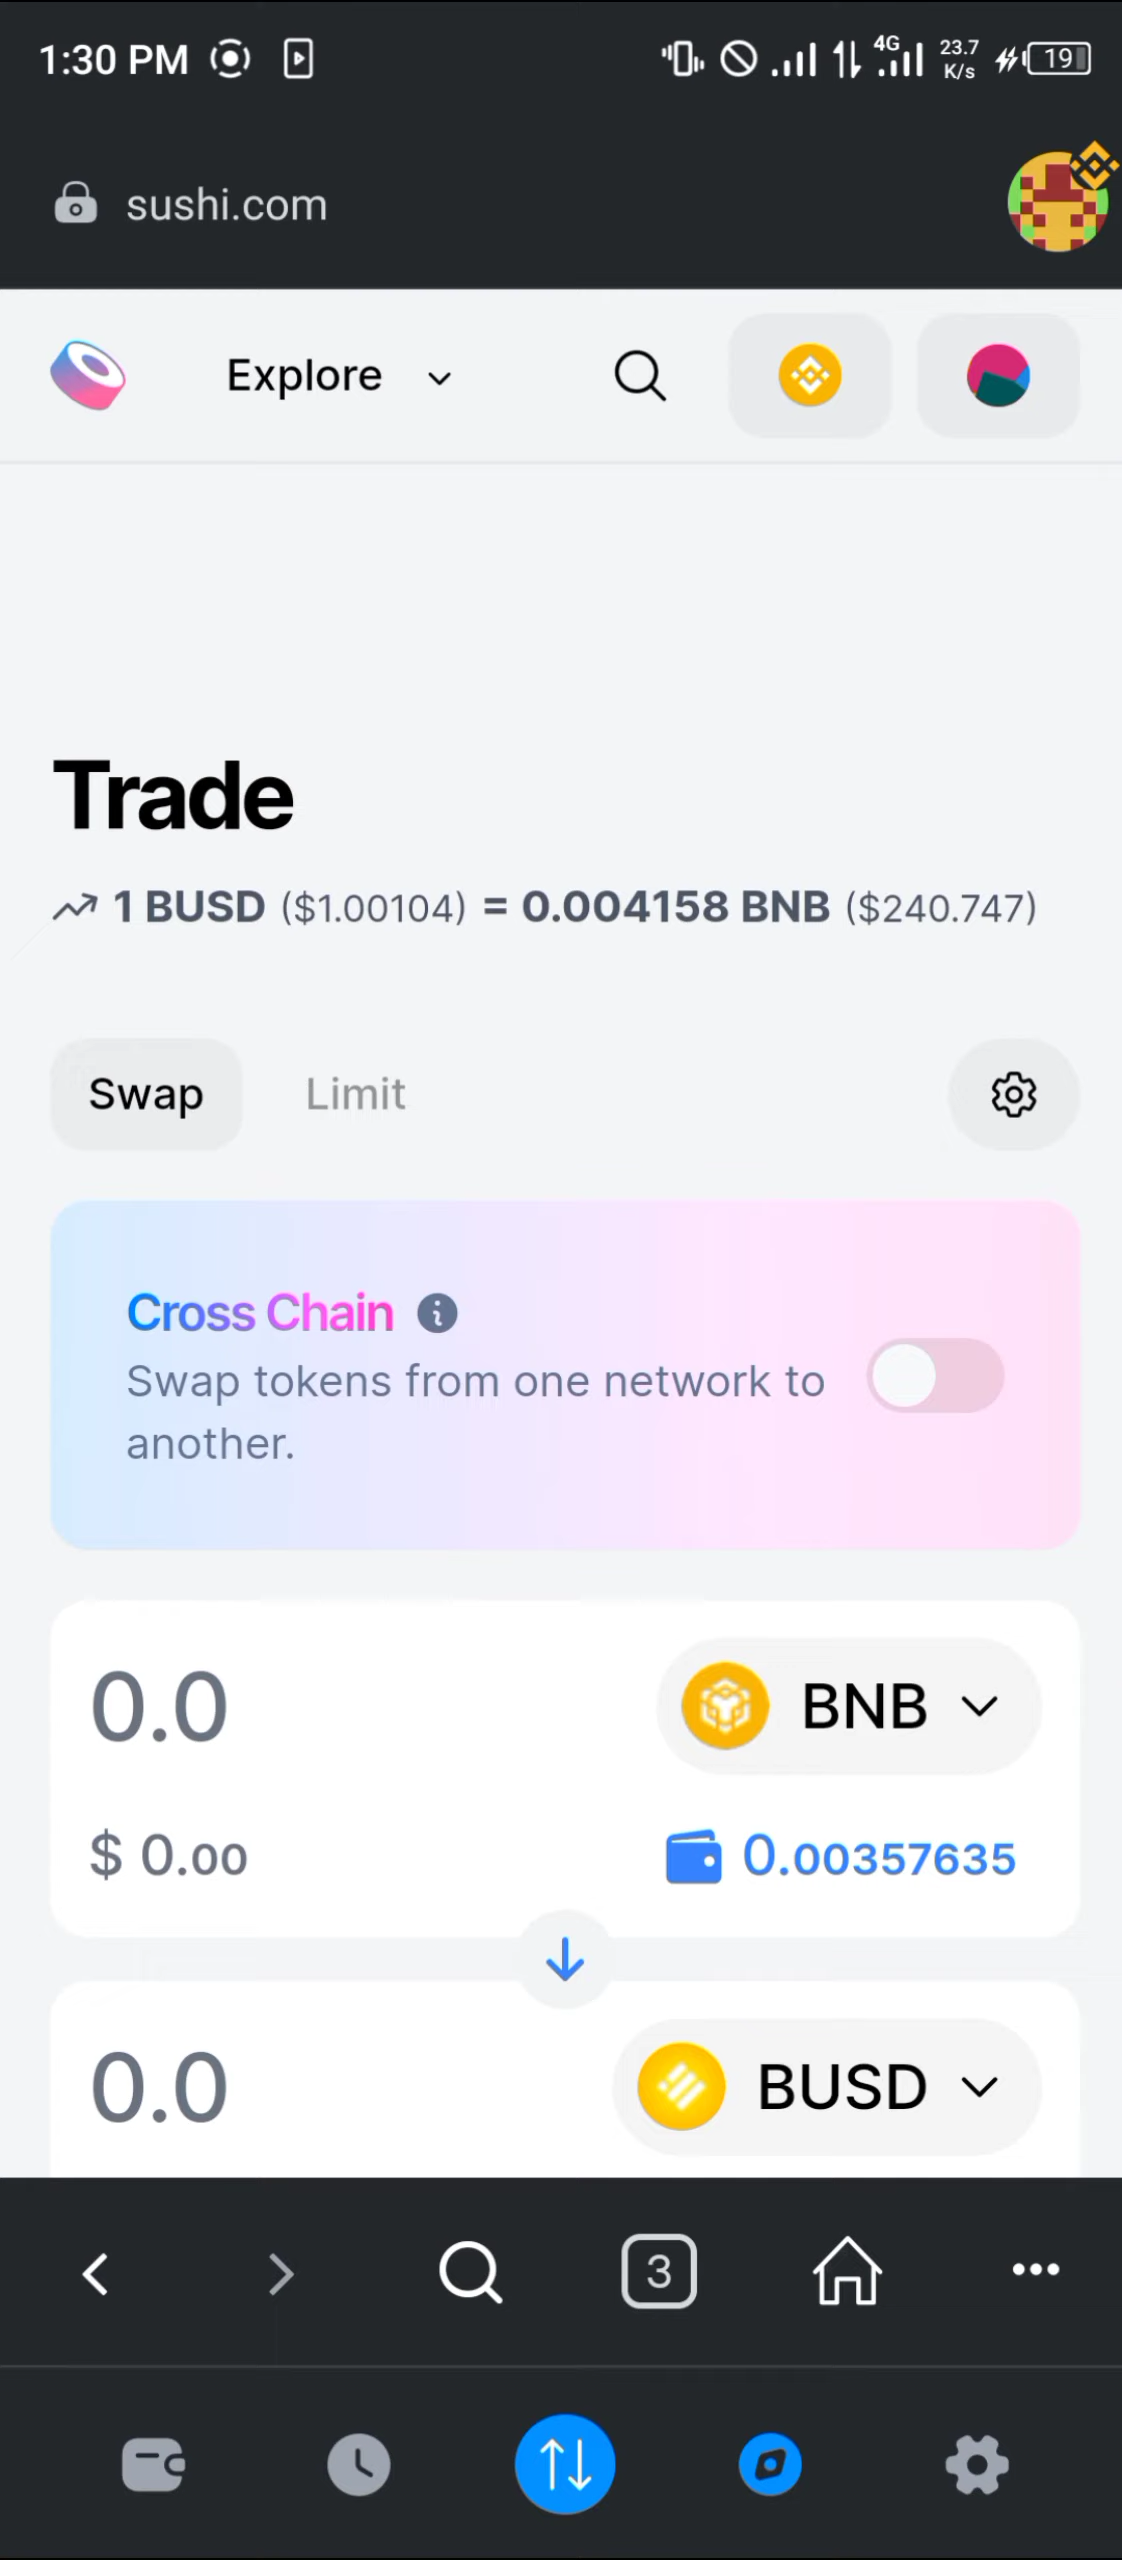 1:30 PM 4G 23.7 K/s 19
sushi.com
Explore
Trade
1 BUSD ($1.00104) = 0.004158 BNB ($240.747)
Swap Limit
Cross Chain
Swap tokens from one network to
another.
0.0 BNB
$ 0.00 0.00357635
0.0 BUSD
3